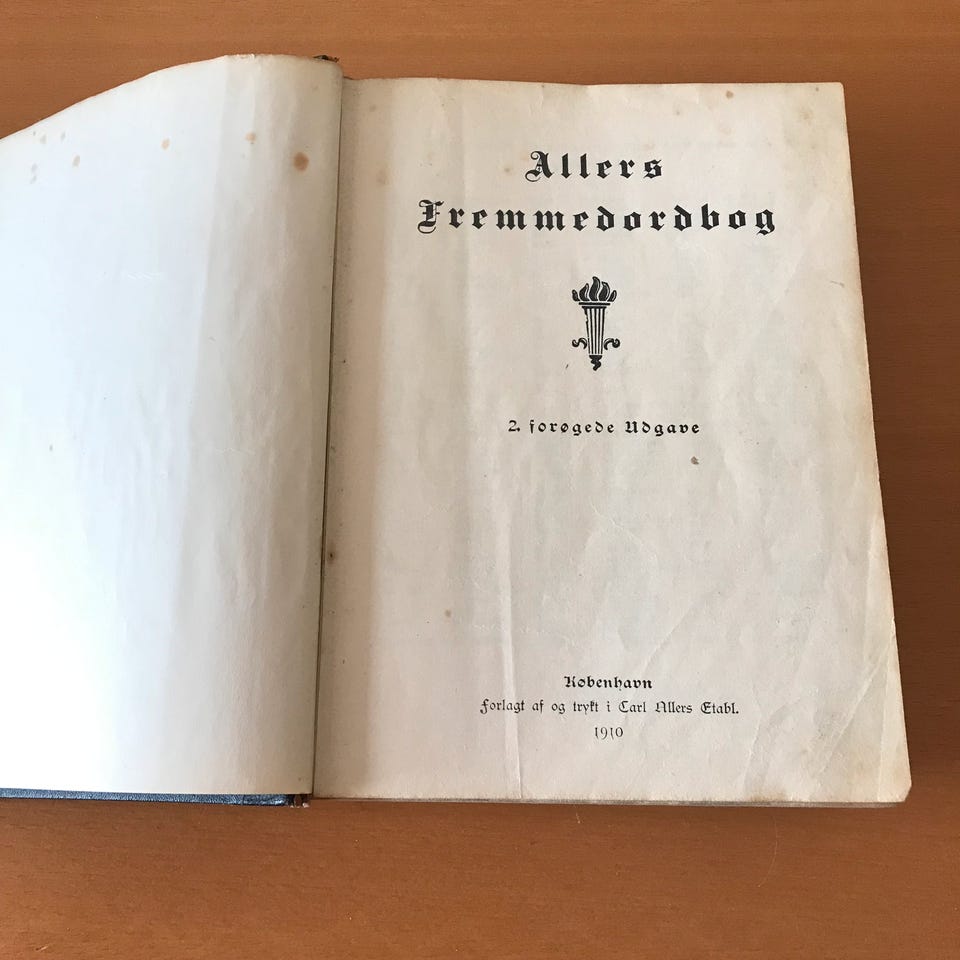 Allers
Fremmedordbog
2. forøgede Udgave
København
Forlagt af og trykt i Carl Allers Etabl.
1910